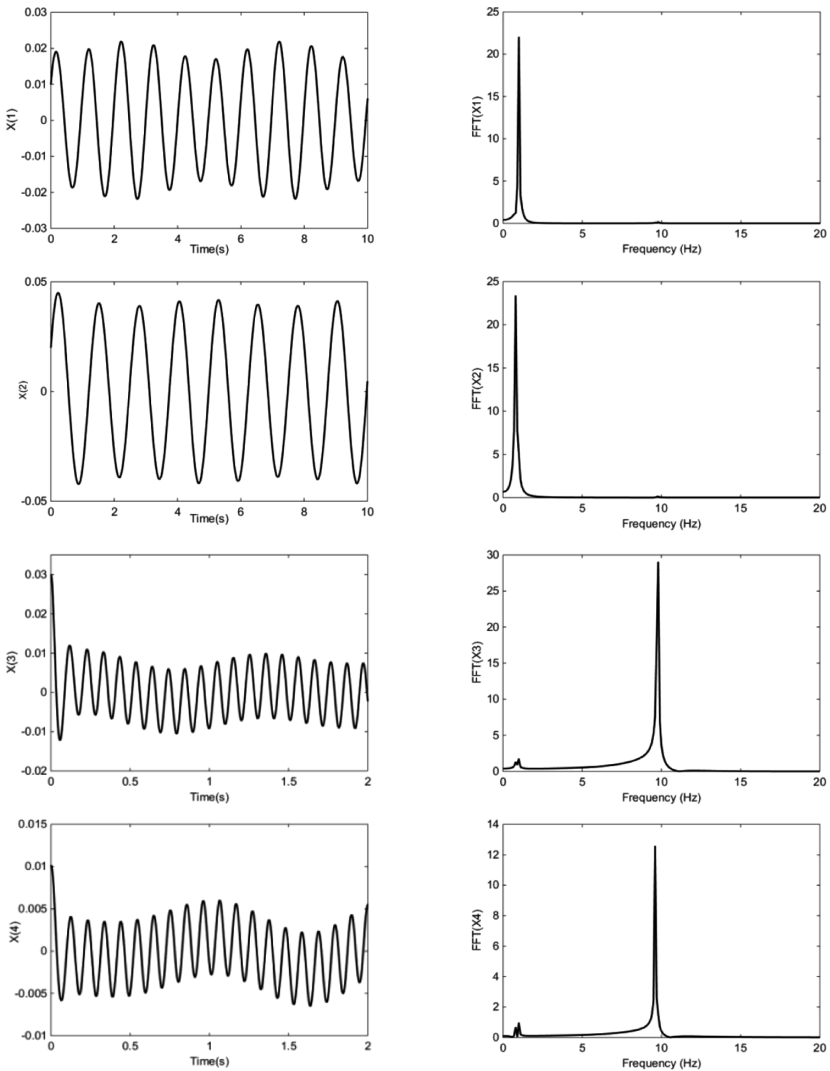 0.03
0.02
0.01
0
-0.01
-0.02
-0.03
X(1)
0 2 4 6 8 10
Time(s)
25
20
15
10
5
0
FFT(X1)
0 5 10 15 20
Frequency (Hz)
0.05
0
-0.05
X(2)
0 2 4 6 8 10
Time(s)
25
20
15
10
5
0
FFT(X2)
0 5 10 15 20
Frequency (Hz)
0.03
0.02
0.01
0
-0.01
-0.02
X(3)
0 0.5 1 1.5 2
Time(s)
30
25
20
15
10
5
0
FFT(X3)
0 5 10 15 20
Frequency (Hz)
0.015
0.01
0.005
0
-0.005
-0.01
X(4)
0 0.5 1 1.5 2
Time(s)
14
12
10
8
6
4
2
0
FFT(X4)
0 5 10 15 20
Frequency (Hz)